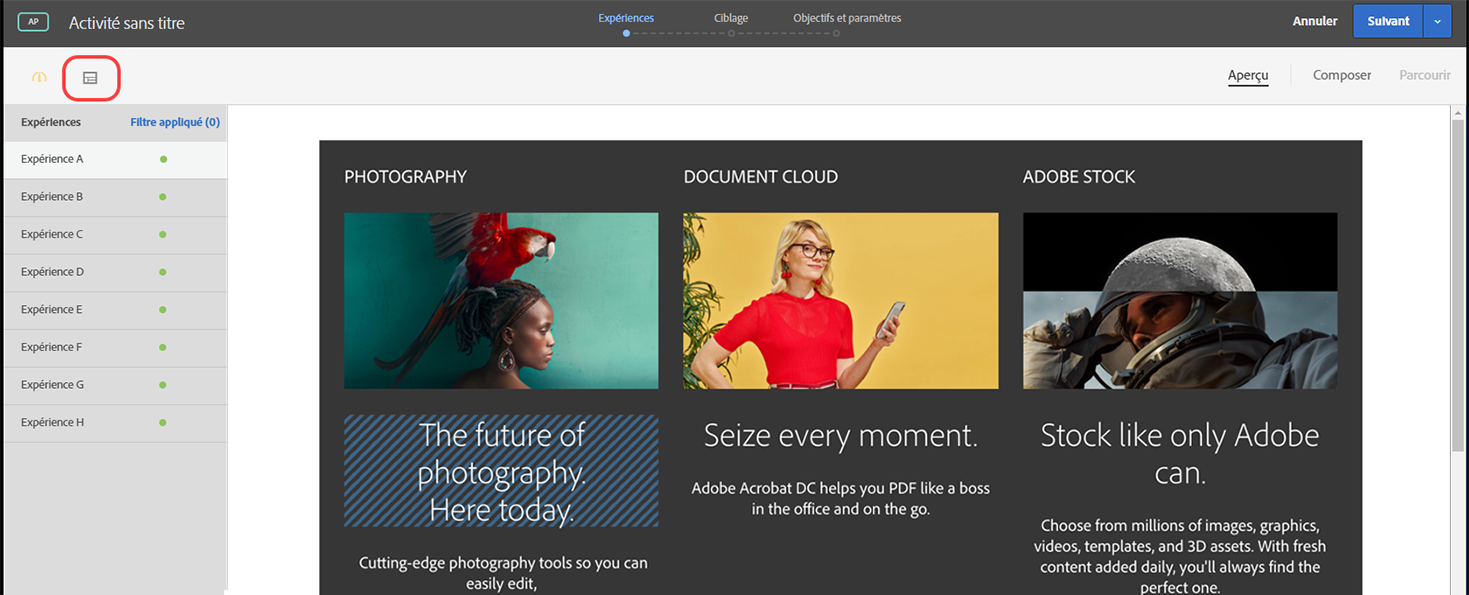 AP
Activité sans titre
Expériences
Ciblage
Objectifs et paramètres
Annuler
Suivant
Aperçu
Composer
Parcourir
Expériences
Filtre appliqué (0)
Expérience A
Expérience B
Expérience C
Expérience D
Expérience E
Expérience F
Expérience G
Expérience H
PHOTOGRAPHY
The future of
photography.
Here today.
Cutting-edge photography tools so you can
easily edit,
DOCUMENT CLOUD
Seize every moment.
Adobe Acrobat DC helps you PDF like a boss
in the office and on the go.
ADOBE STOCK
Stock like only Adobe
can.
Choose from millions of images, graphics,
videos, templates, and 3D assets. With fresh
content added daily, you'll always find the
perfect one.